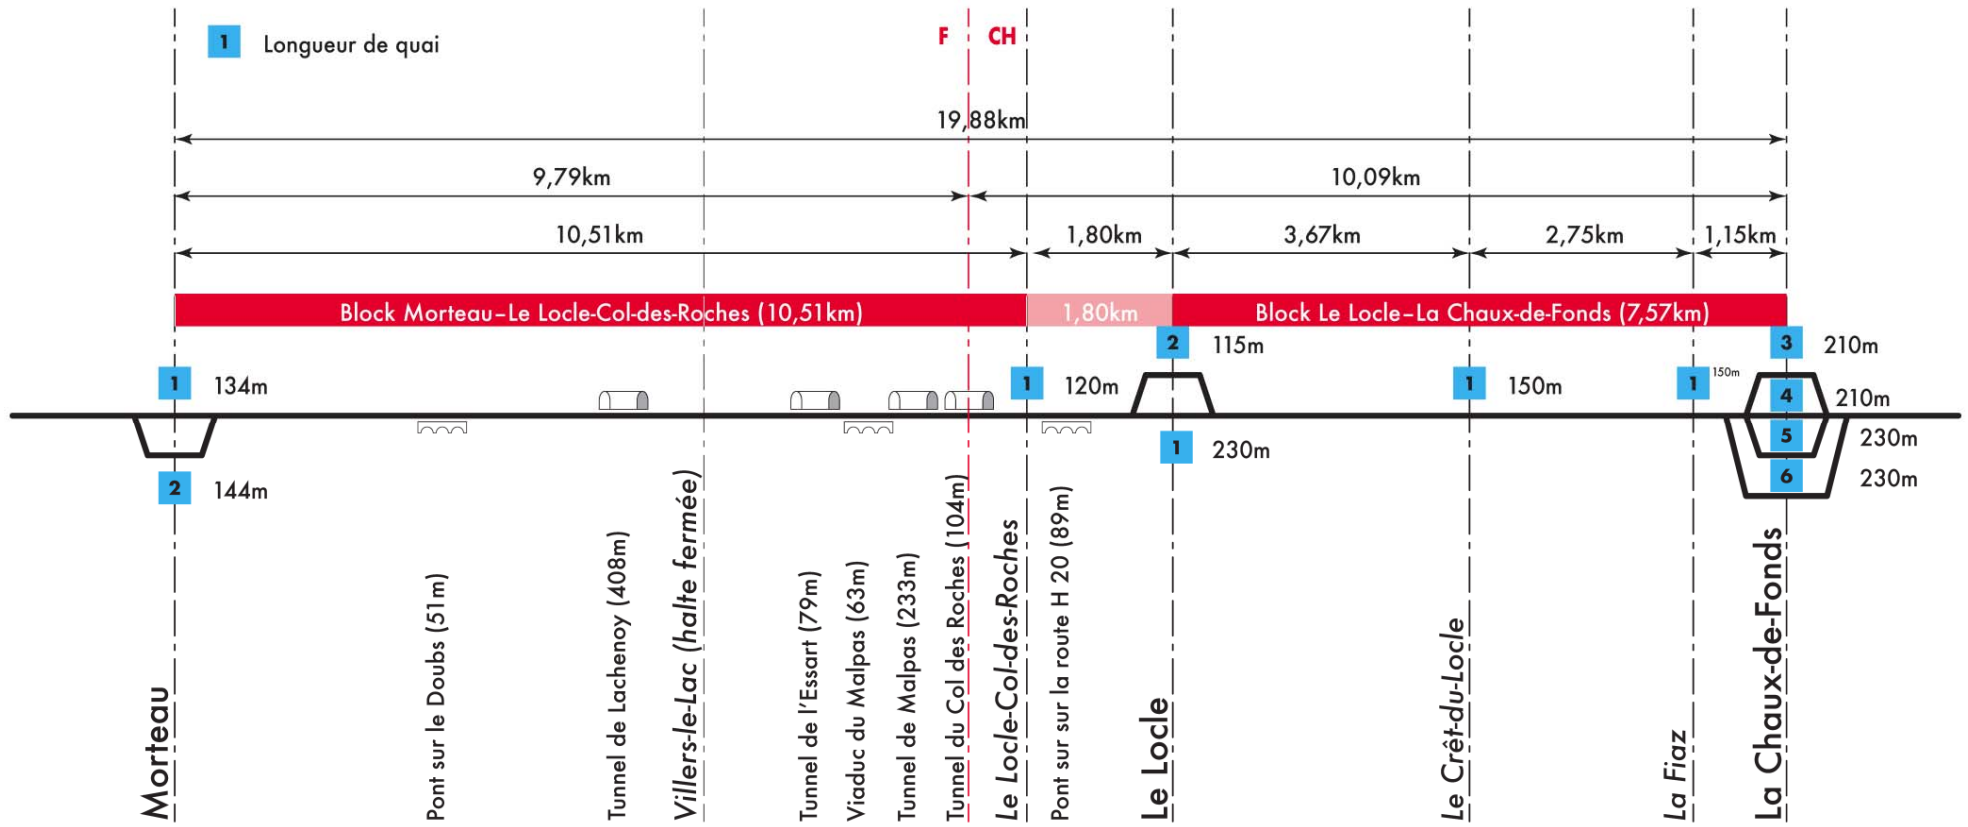 1 Longueur de quai
F CH
19,88km
9,79km 10,09km
10,51km 1,80km 3,67km 2,75km 1,15km
Block Morteau–Le Locle-Col-des-Roches (10,51km) 1,80km Block Le Locle–La Chaux-de-Fonds (7,57km)
2 115m 3 210m
1 134m 1 120m 1 150m 1 150m 4 210m
1 230m 5 230m
2 144m 6 230m
Morteau
Pont sur le Doubs (51m)
Tunnel de Lachenoy (408m)
Villers-le-Lac (halte fermée)
Tunnel de l'Essart (79m)
Viaduc du Malpas (63m)
Tunnel de Malpas (233m)
Tunnel du Col des Roches (104m)
Le Locle-Col-des-Roches
Pont sur sur la route H 20 (89m)
Le Locle
Le Crêt-du-Locle
La Fiaz
La Chaux-de-Fonds